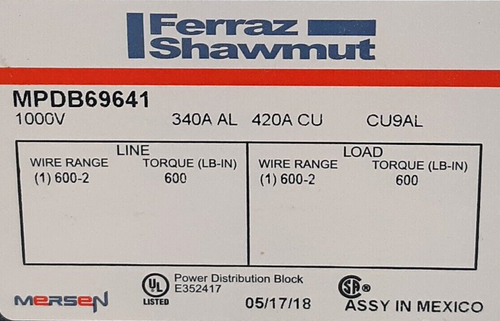 Ferraz
Shawmut
MPDB69641
1000V 340A AL 420A CU CU9AL
LINE LOAD
WIRE RANGE TORQUE (LB-IN) WIRE RANGE TORQUE (LB-IN)
(1) 600-2 600 (1) 600-2 600
MERSEN UL LISTED Power Distribution Block
E352417
05/17/18
SA ASSY IN MEXICO